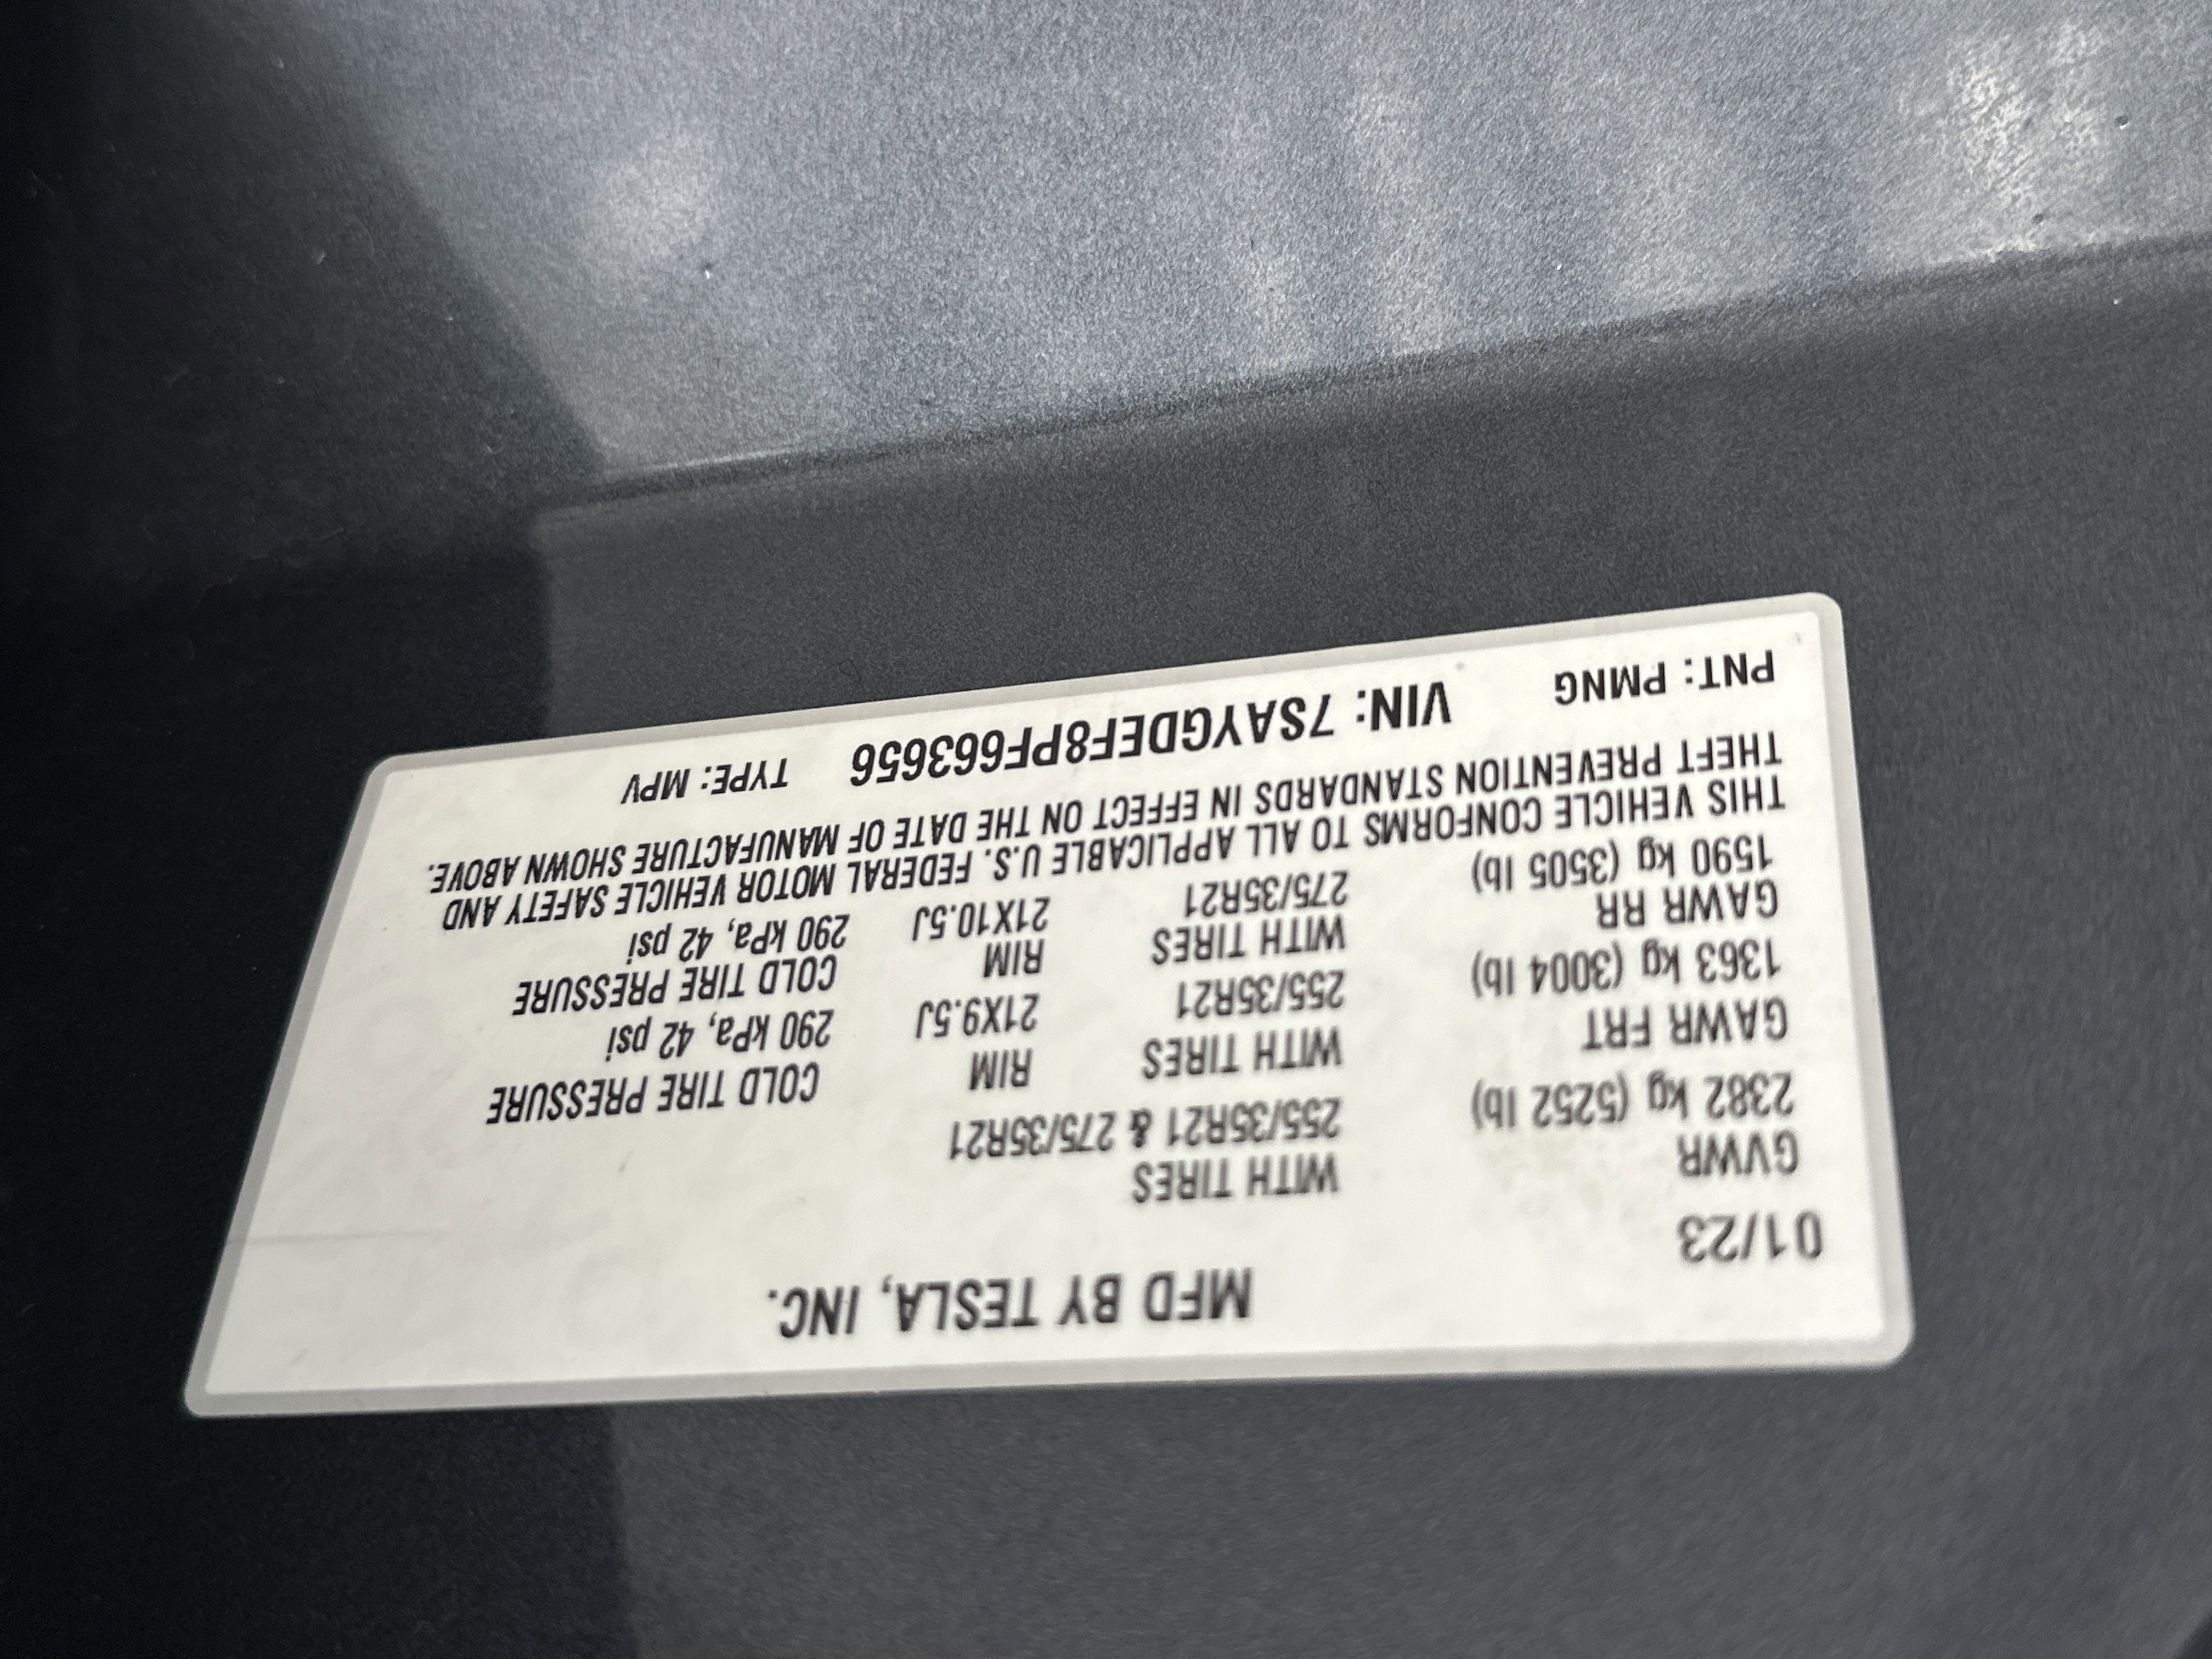 MFD BY TESLA, INC.
01/23
GVWR WITH TIRES
2382 kg (5252 lb) 255/35R21 & 275/35R21
GAWR FRT WITH TIRES RIM COLD TIRE PRESSURE
1363 kg (3004 lb) 255/35R21 21X9.5J 290 kPa, 42 psi
GAWR RR WITH TIRES RIM COLD TIRE PRESSURE
1590 kg (3505 lb) 275/35R21 21X10.5J 290 kPa, 42 psi
THIS VEHICLE CONFORMS TO ALL APPLICABLE U.S. FEDERAL MOTOR VEHICLE SAFETY AND
THEFT PREVENTION STANDARDS IN EFFECT ON THE DATE OF MANUFACTURE SHOWN ABOVE.
PNT: PMNG VIN: 7SAYGDEF8PF663656 TYPE: MPV